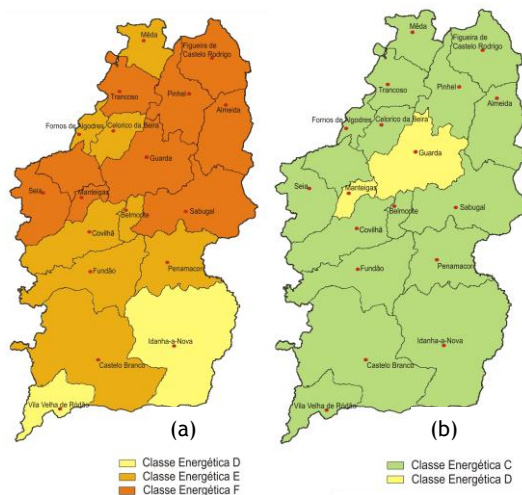 Mêda
Figueira de
Castelo Rodrigo
Trancoso
Pinhel
Almeida
Fornos de Algodres
Celorico da Beira
Guarda
Seia
Manteigas
Belmonte
Sabugal
Covilhã
Fundão
Penamacor
Idanha-a-Nova
Castelo Branco
Vila Velha de Ródão
(a)
Classe Energética D
Classe Energética E
Classe Energética F
Mêda
Figueira de
Castelo Rodrigo
Trancoso
Pinhel
Almeida
Fornos de Algodres
Celorico da Beira
Guarda
Seia
Manteigas
Belmonte
Sabugal
Covilhã
Fundão
Penamacor
Idanha-a-Nova
Castelo Branco
Vila Velha de Ródão
(b)
Classe Energética C
Classe Energética D